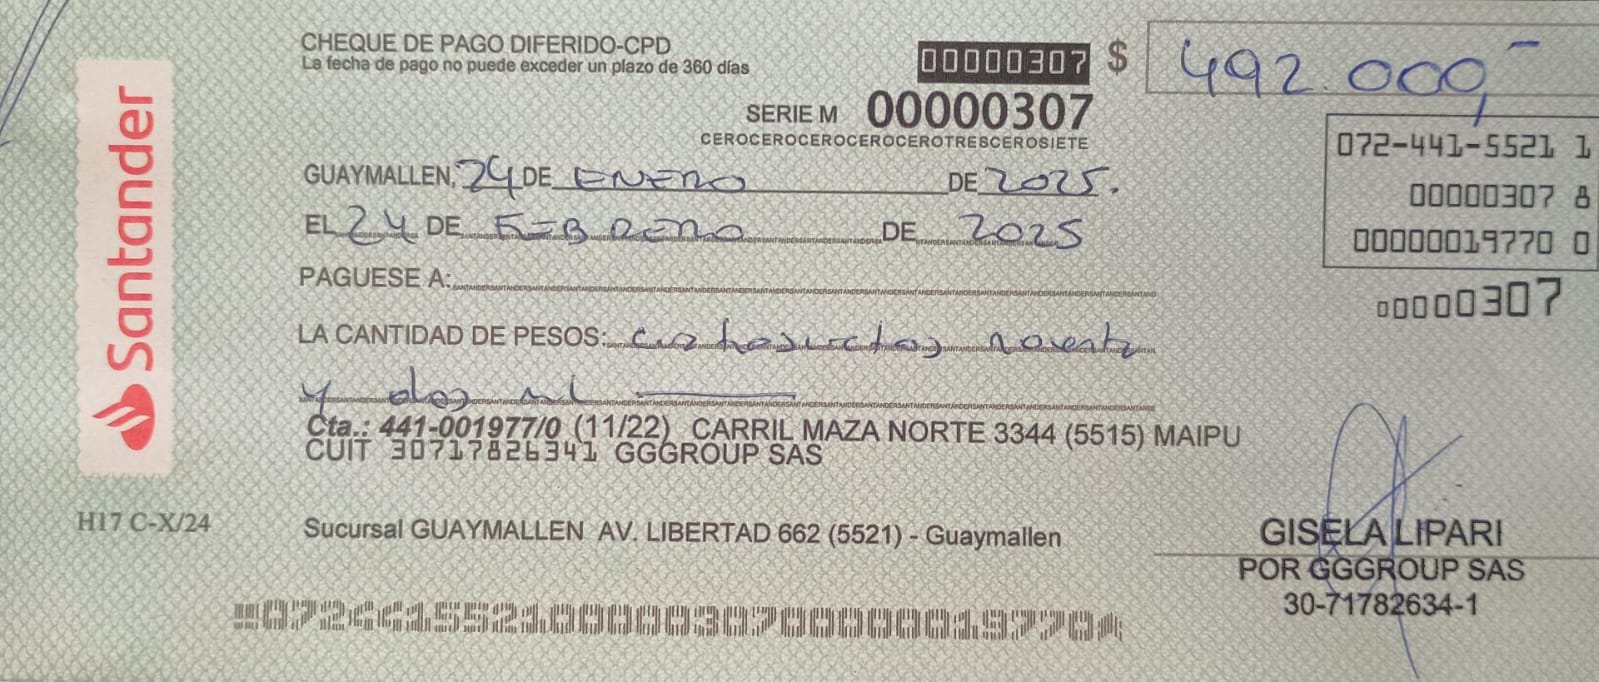 Santander
H17 C-X/24
CHEQUE DE PAGO DIFERIDO-CPD
La fecha de pago no puede exceder un plazo de 360 días
00000307 $ 492.000,-
SERIE M 00000307
CEROCEROCEROCEROCEROTRESCEROSIETE
072-441-5521 1
00000307 8
00000019770 0
00000307
GUAYMALLEN, 24 DE ENERO DE 2025.
EL 24 DE FEBRERO DE 2025
PAGUESE A:
LA CANTIDAD DE PESOS: Cuatrocientos noventa
y dos mil
Cta.: 441-001977/0 (11/22) CARRIL MAZA NORTE 3344 (5515) MAIPU
CUIT 30717826341 GGGROUP SAS
Sucursal GUAYMALLEN AV. LIBERTAD 662 (5521) - Guaymallen
GISELA LIPARI
POR GGGROUP SAS
30-71782634-1
07244155210000030700000019770